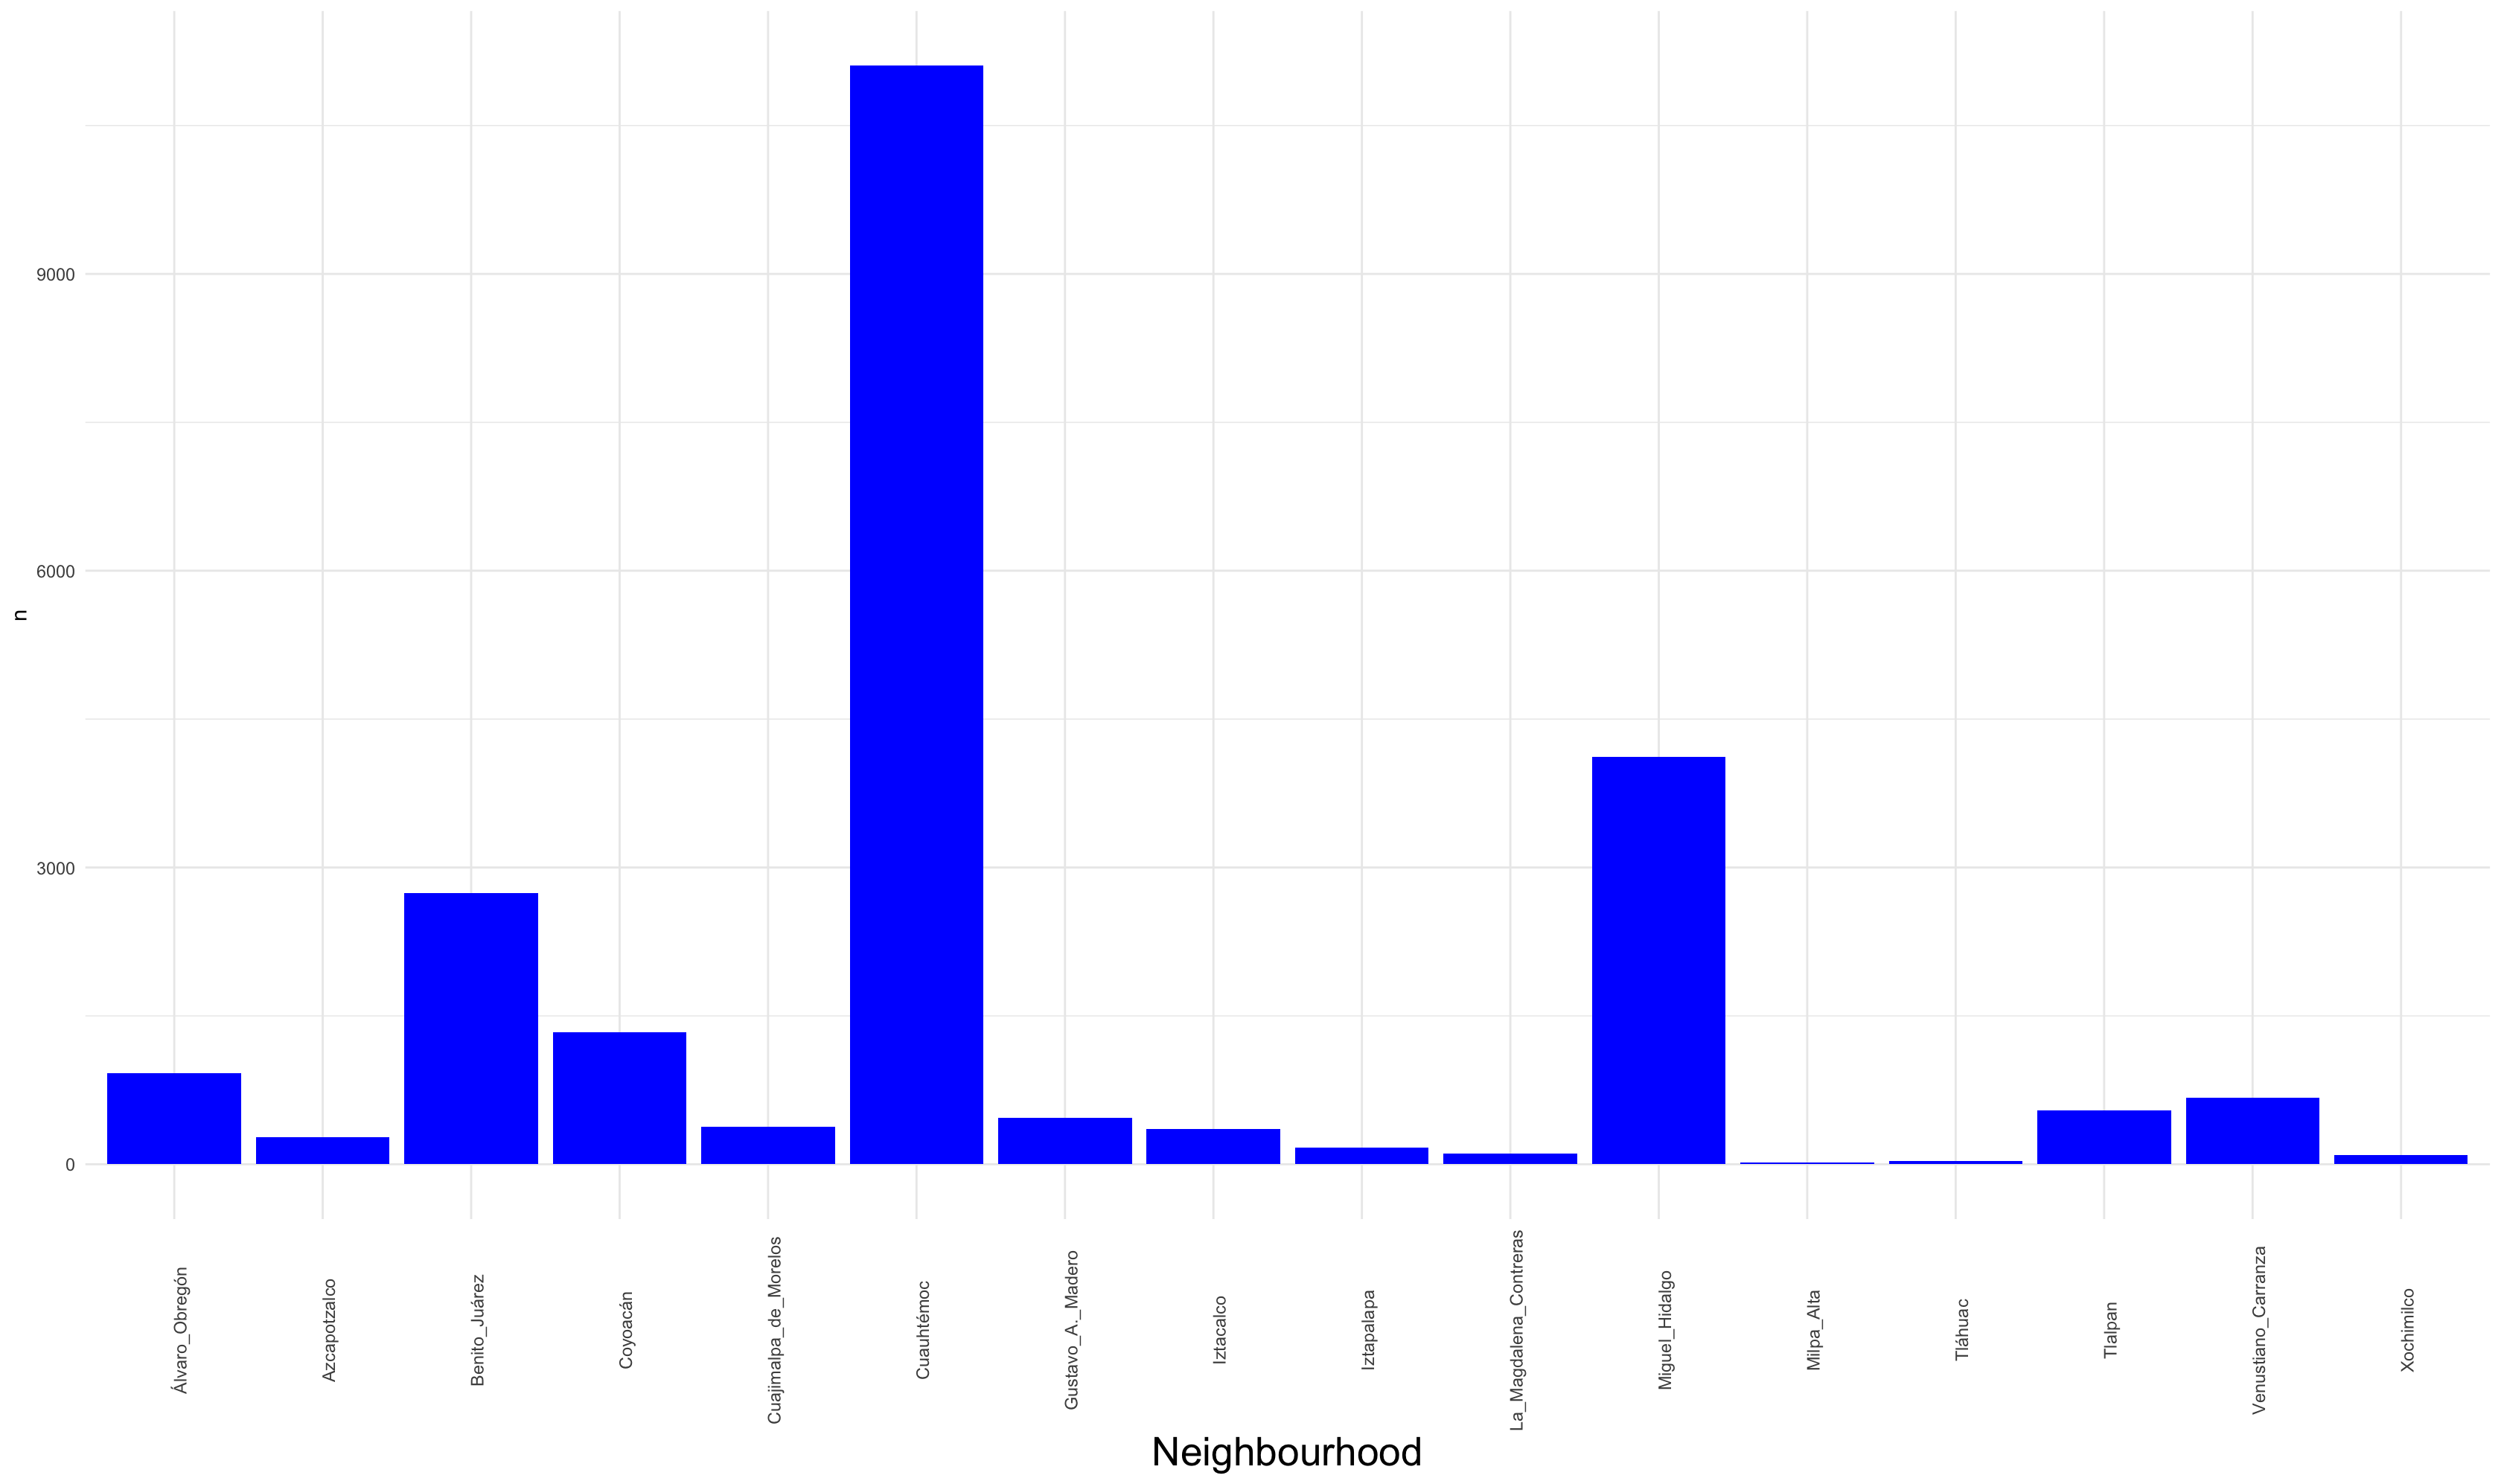 9000
6000
n
3000
0
Álvaro_Obregón
Azcapotzalco
Benito_Juárez
Coyoacán
Cuajimalpa_de_Morelos
Cuauhtémoc
Gustavo_A._Madero
Iztacalco
Iztapalapa
La_Magdalena_Contreras
Miguel_Hidalgo
Milpa_Alta
Tláhuac
Tlalpan
Venustiano_Carranza
Xochimilco
Neighbourhood